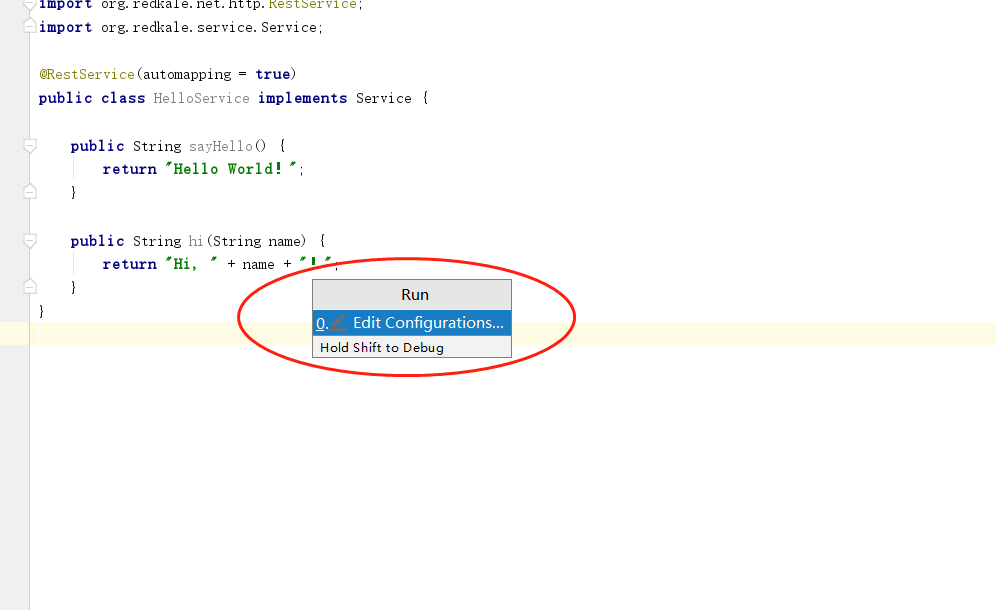 import org.redkale.net.http.RestService;
import org.redkale.service.Service;
@RestService(automapping = true)
public class HelloService implements Service {
public String sayHello() {
return "Hello World!";
}
public String hi(String name) {
return "Hi, " + name + "!";
}
}
Run
0. Edit Configurations...
Hold Shift to Debug